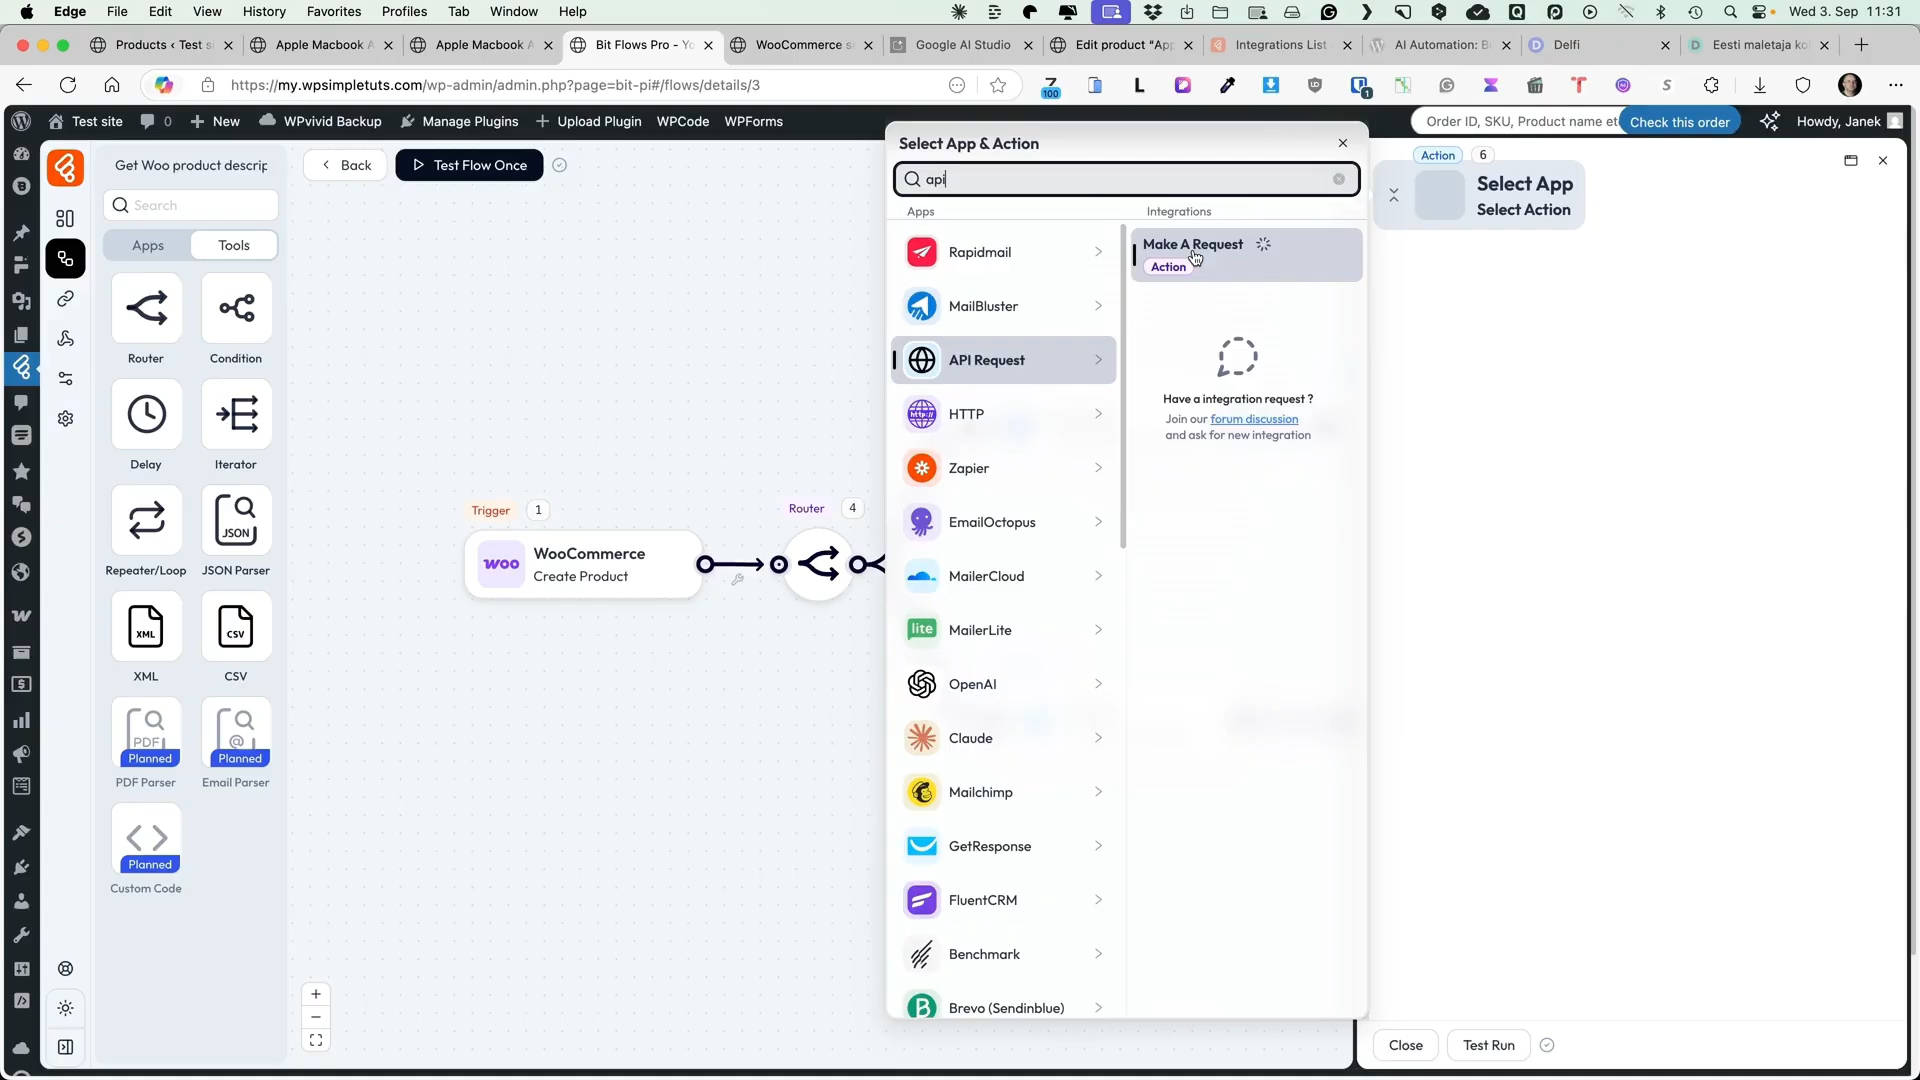 Edge File Edit View History Favorites Profiles Tab Window Help
Wed 3. Sep 11:31
Products ‹ Test si
Apple Macbook A
Apple Macbook A
Bit Flows Pro - Yo
WooCommerce s
Google AI Studio
Edit product "App
Integrations List
AI Automation: B
Delfi
Eesti maletaja ko
https://my.wpsimpletuts.com/wp-admin/admin.php?page=bit-pi#/flows/details/3
100
1
Test site 0 New WPvivid Backup Manage Plugins Upload Plugin WPCode WPForms
Order ID, SKU, Product name et
Check this order
Howdy, Janek
Get Woo product descrip
Search
Apps Tools
Router Condition
Delay Iterator
JSON
Repeater/Loop JSON Parser
XML CSV
XML CSV
PDF
Planned Planned
PDF Parser Email Parser
Planned
Custom Code
Back
Test Flow Once
Trigger 1
Woo
WooCommerce
Create Product
Router 4
Select App & Action
api
Apps Integrations
Rapidmail
MailBluster
API Request
http://
HTTP
Zapier
EmailOctopus
MailerCloud
lite
MailerLite
OpenAI
Claude
Mailchimp
GetResponse
FluentCRM
Benchmark
B
Brevo (Sendinblue)
Make A Request
Action
Have a integration request ?
Join our forum discussion
and ask for new integration
Action 6
Select App
Select Action
Close Test Run